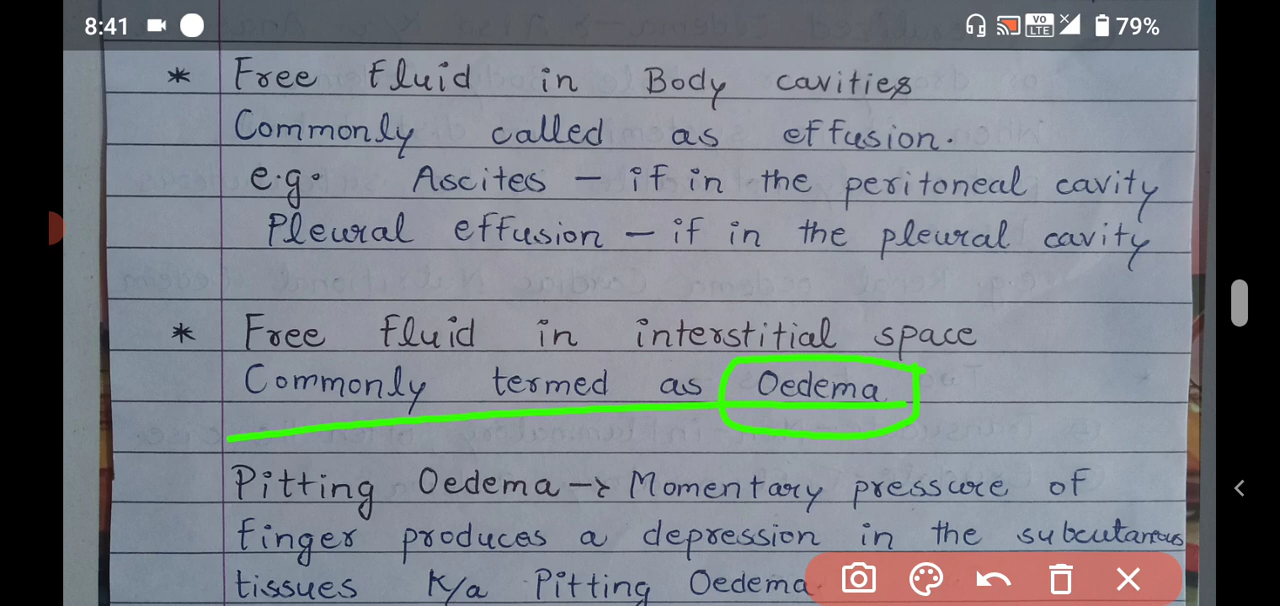 8:41 VO LTE 79%
* Free Fluid in Body cavities
Commonly called as effusion.
e.g. Ascites - if in the peritoneal cavity
Pleural effusion - if in the pleural cavity
* Free Fluid in interstitial space
Commonly termed as Oedema
Pitting Oedema → Momentary pressure of
finger produces a depression in the subcutaneous
tissues K/a Pitting Oedema.